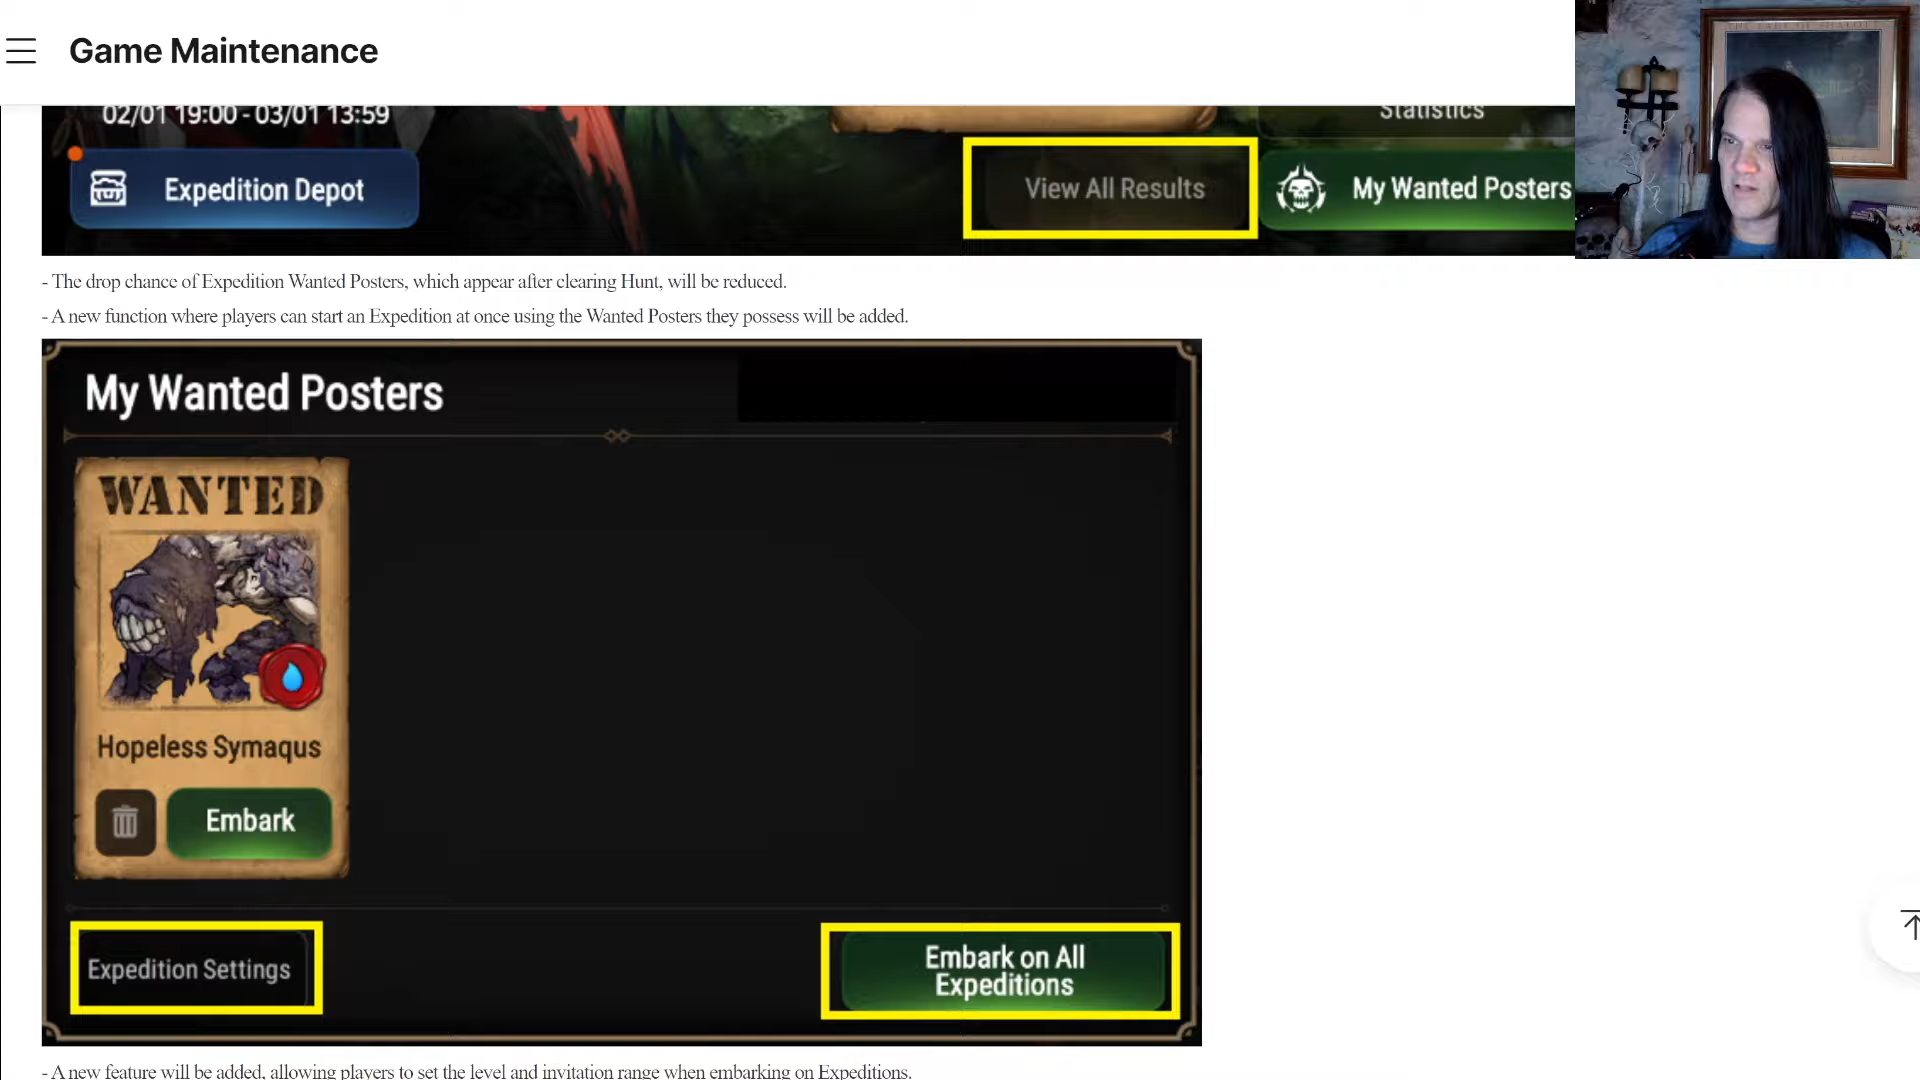 Game Maintenance
02/01 19:00 - 03/01 13:59
Statistics
Expedition Depot
View All Results
My Wanted Posters
- The drop chance of Expedition Wanted Posters, which appear after clearing Hunt, will be reduced.
- A new function where players can start an Expedition at once using the Wanted Posters they possess will be added.
My Wanted Posters
WANTED
Hopeless Symaqus
Embark
Expedition Settings
Embark on All
Expeditions
- A new feature will be added, allowing players to set the level and invitation range when embarking on Expeditions.